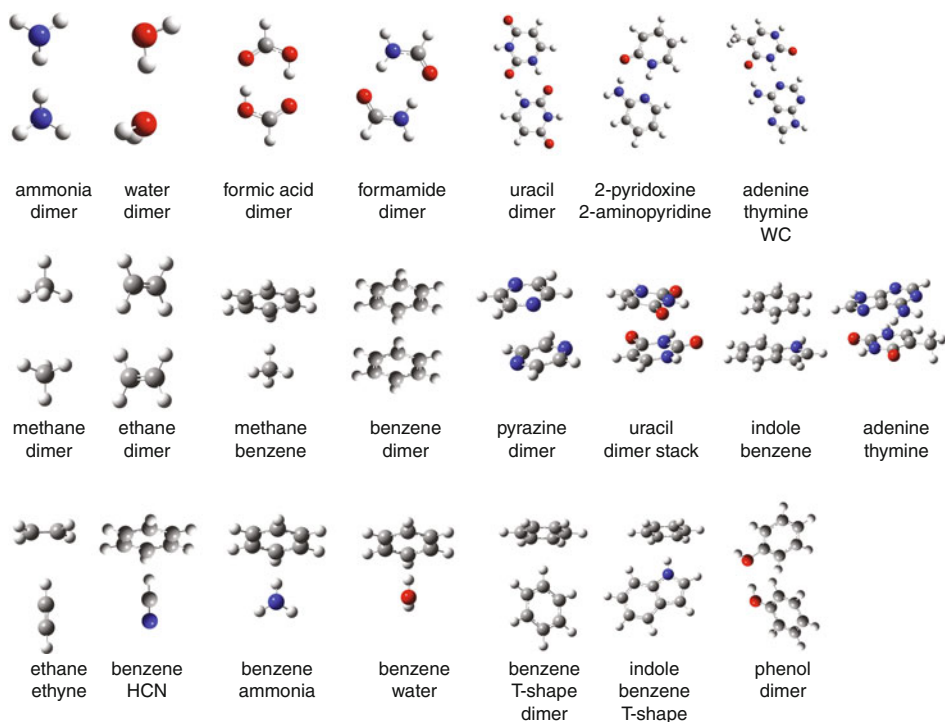 ammonia
dimer
water
dimer
formic acid
dimer
formamide
dimer
uracil
dimer
2-pyridoxine
2-aminopyridine
adenine
thymine
WC
methane
dimer
ethane
dimer
methane
benzene
benzene
dimer
pyrazine
dimer
uracil
dimer stack
indole
benzene
adenine
thymine
ethane
ethyne
benzene
HCN
benzene
ammonia
benzene
water
benzene
T-shape
dimer
indole
benzene
T-shape
phenol
dimer